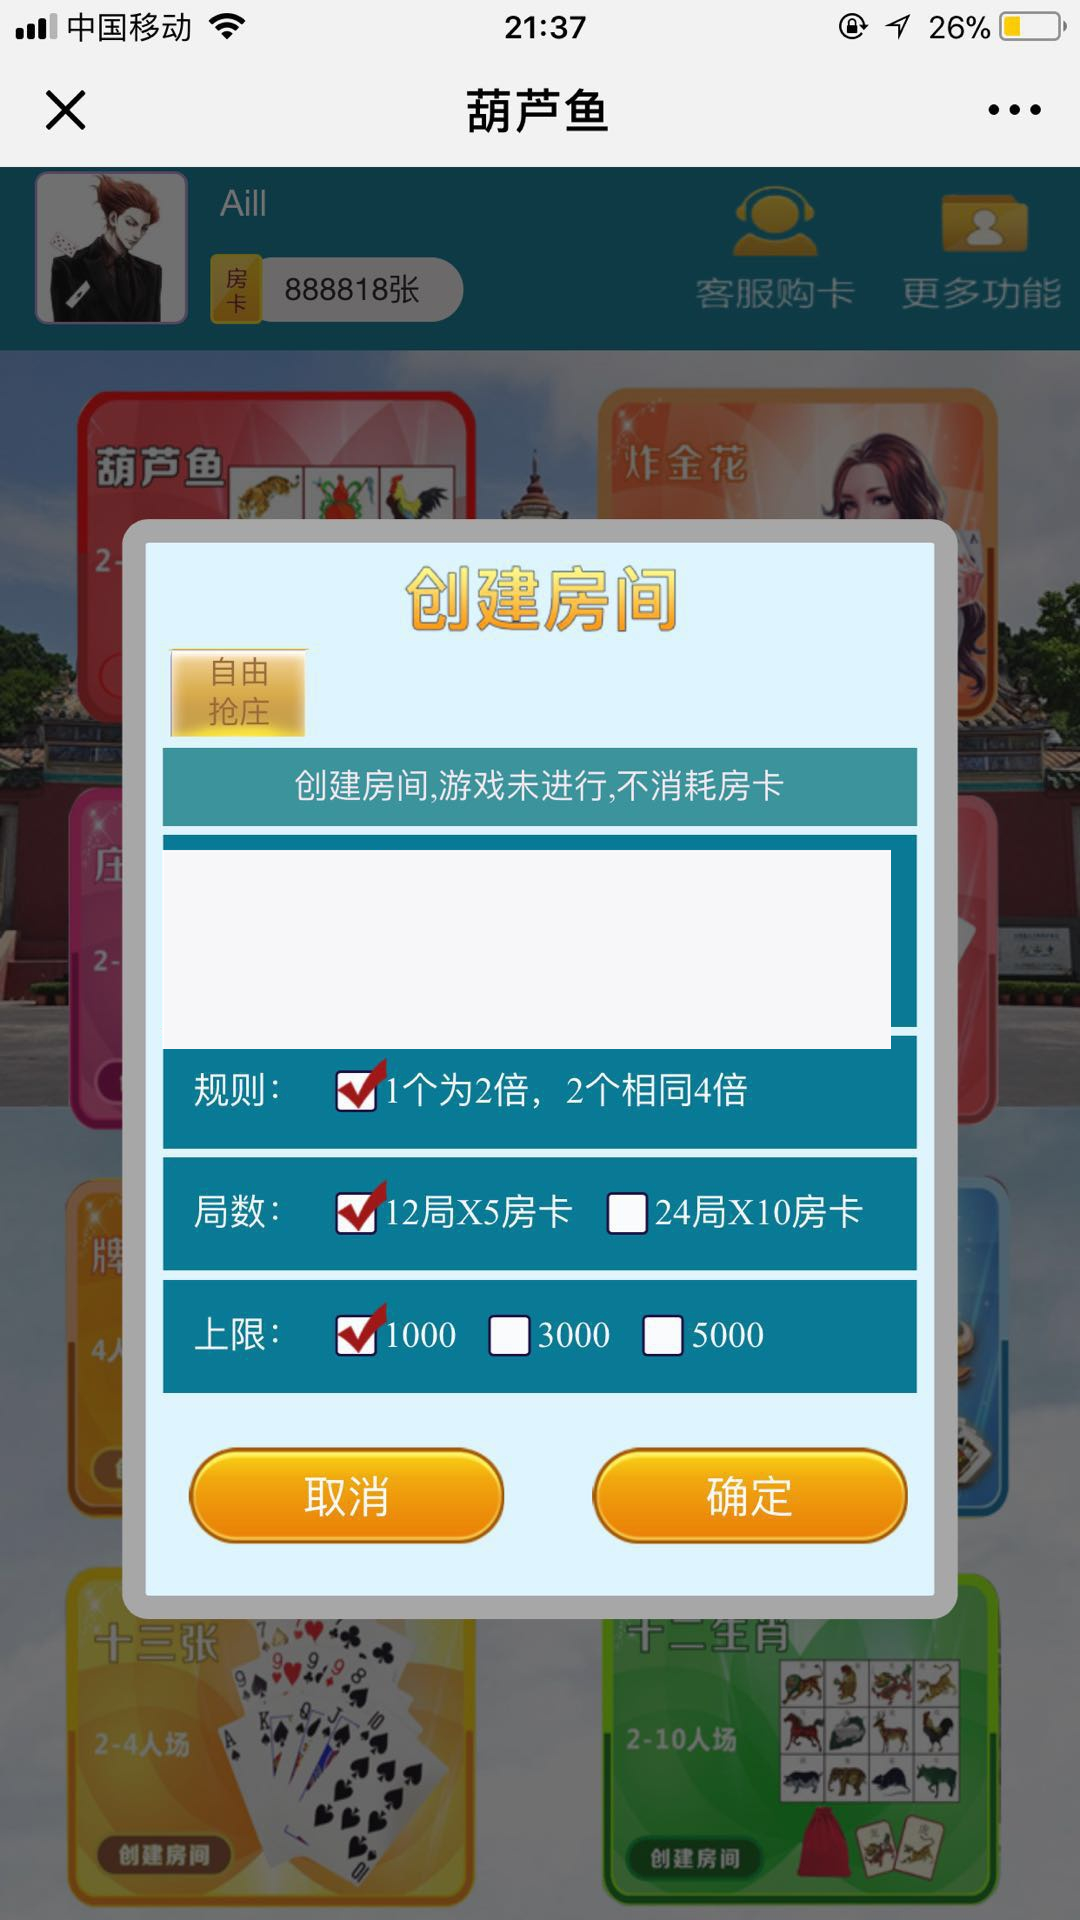 中国移动
21:37
26%
葫芦鱼
Aill
房卡
888818张
客服购卡
更多功能
葫芦鱼
炸金花
2-
创建房间
自由
抢庄
创建房间,游戏未进行,不消耗房卡
庄
2-
规则：
1个为2倍，2个相同4倍
局数：
12局X5房卡
24局X10房卡
牌
4人
上限：
1000
3000
5000
取消
确定
十三张
2-4人场
创建房间
十二生肖
2-10人场
创建房间